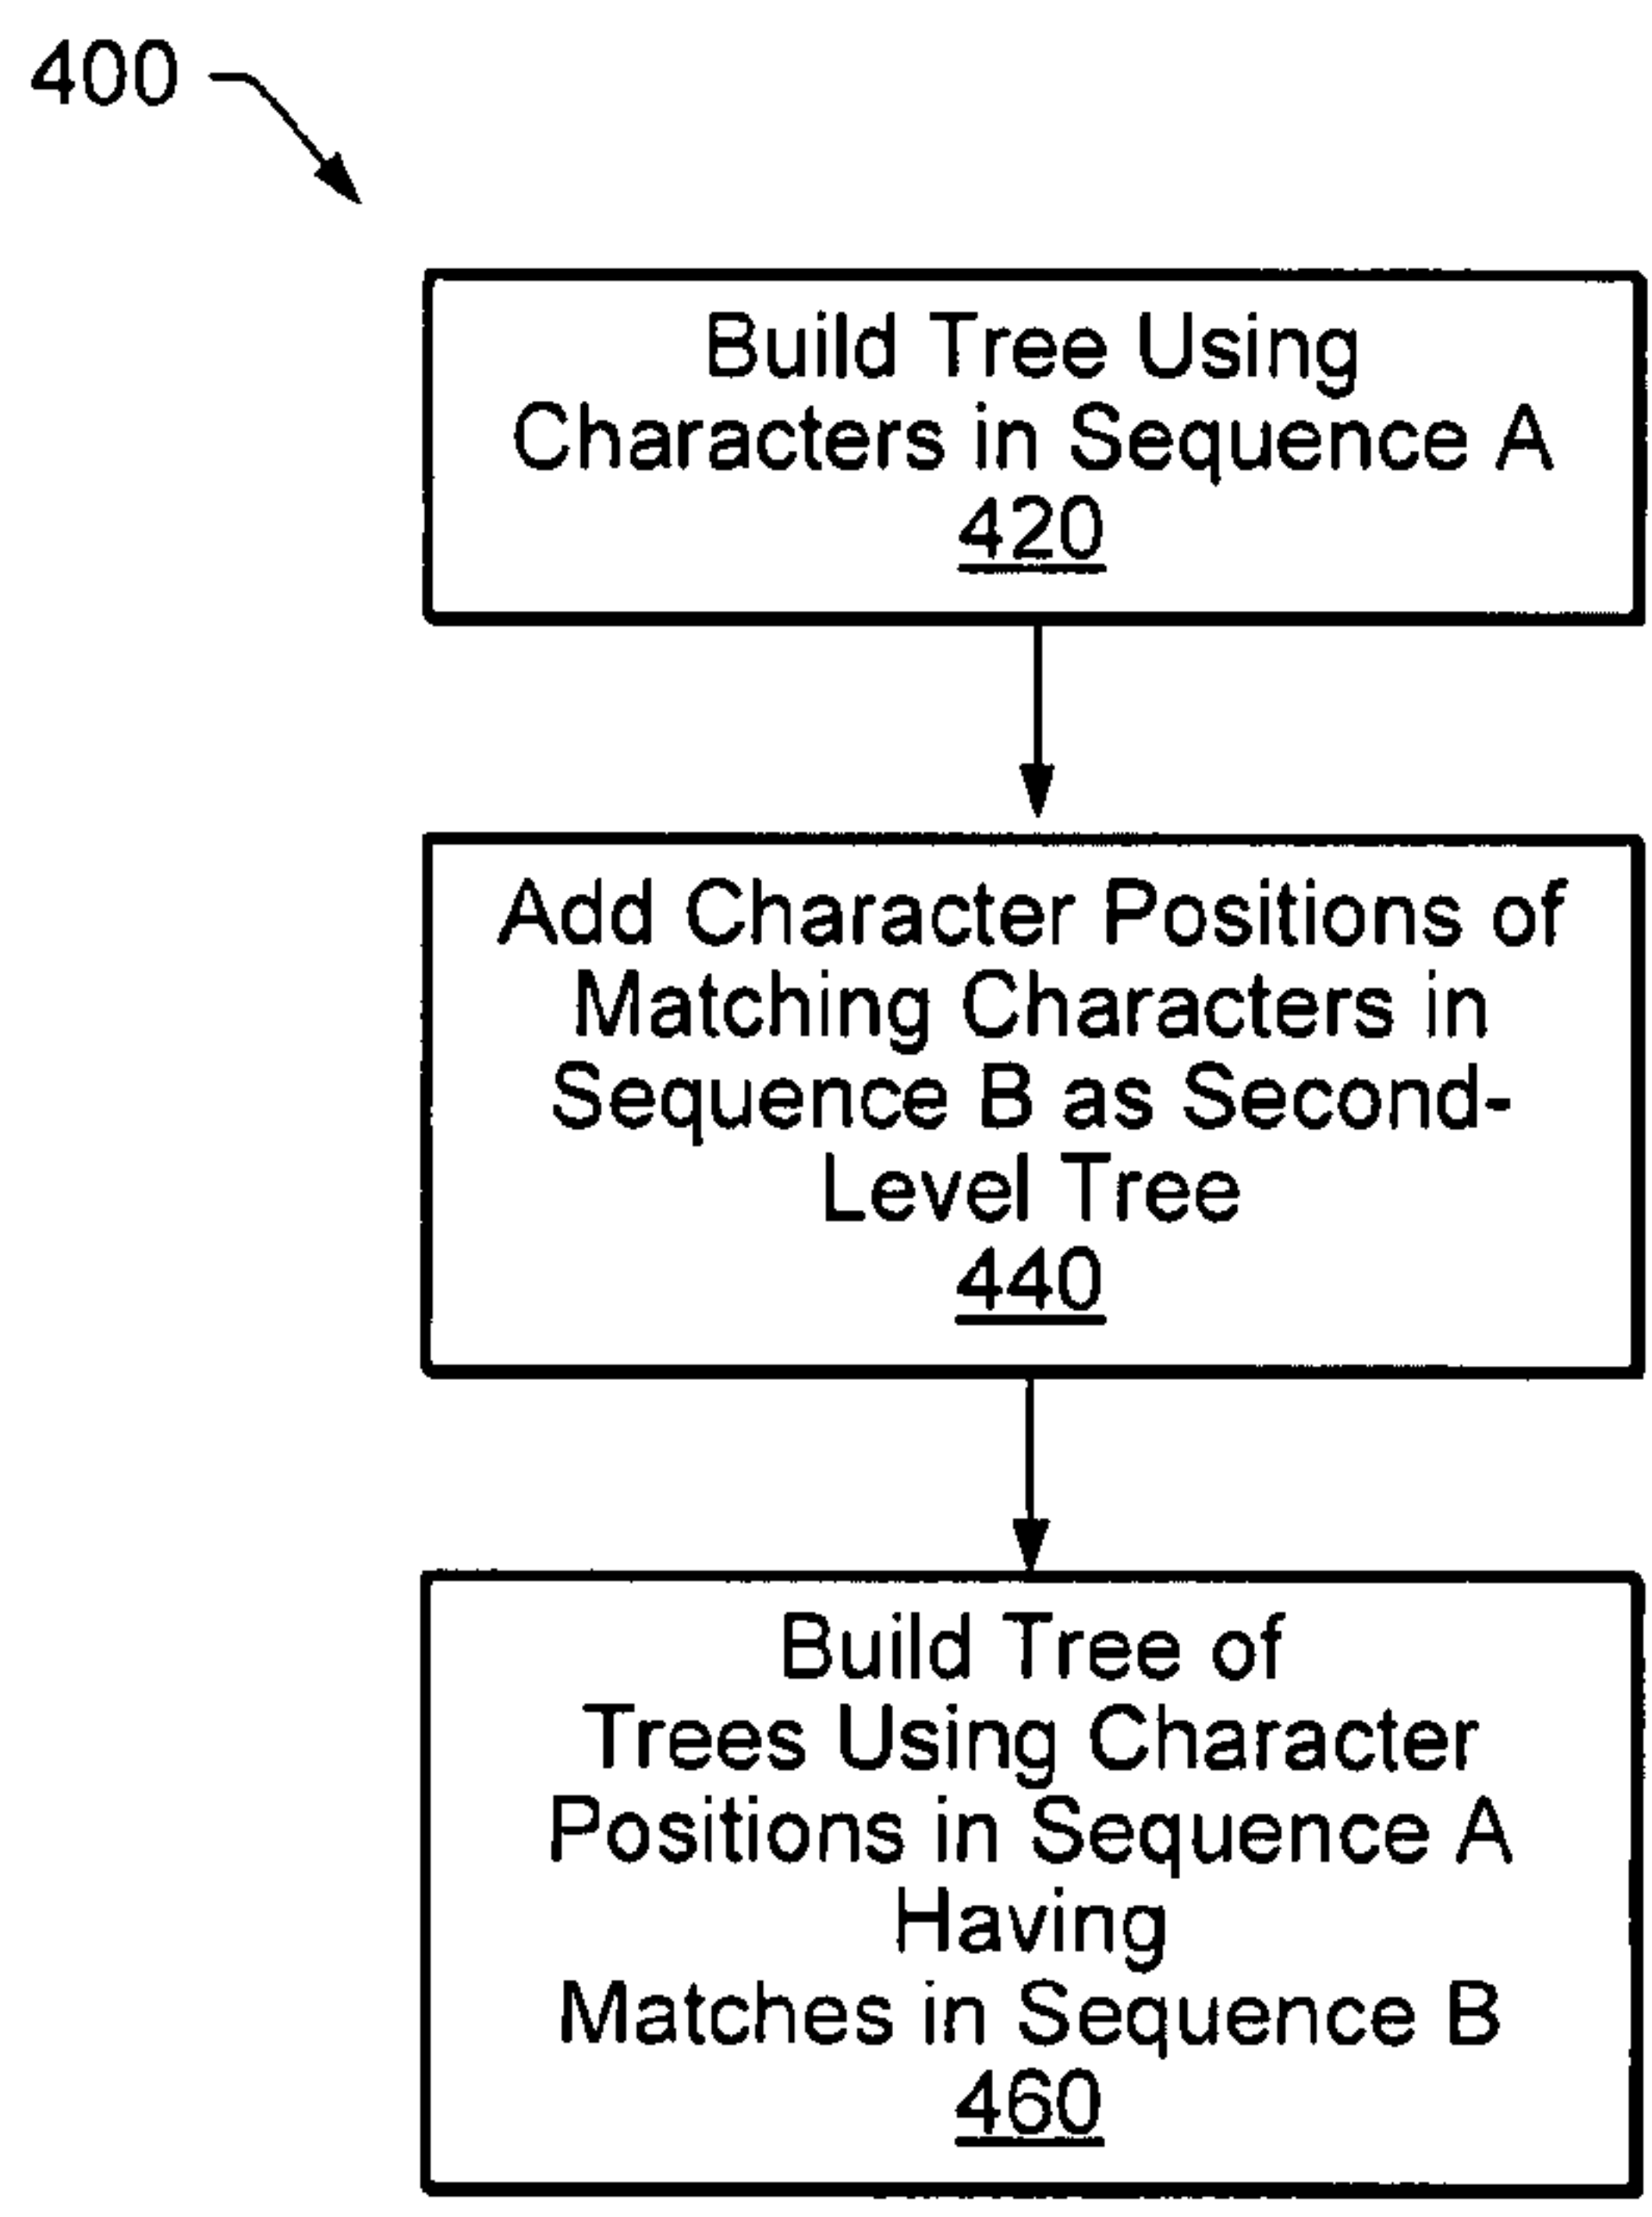 400
Build Tree Using
Characters in Sequence A
420
Add Character Positions of
Matching Characters in
Sequence B as Second-
Level Tree
440
Build Tree of
Trees Using Character
Positions in Sequence A
Having
Matches in Sequence B
460